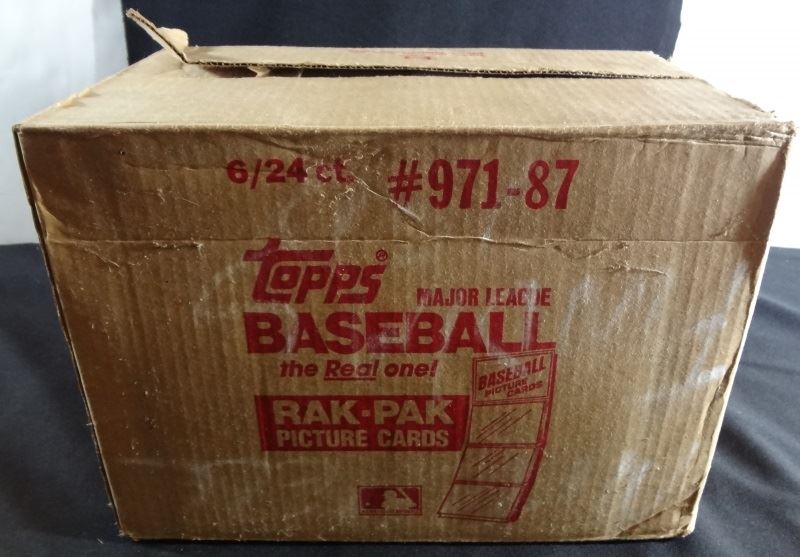 6/24 ct. #971-87
Topps®
MAJOR LEAGUE
BASEBALL
the Real one!
BASEBALL
PICTURE
CARDS
RAK-PAK
PICTURE CARDS